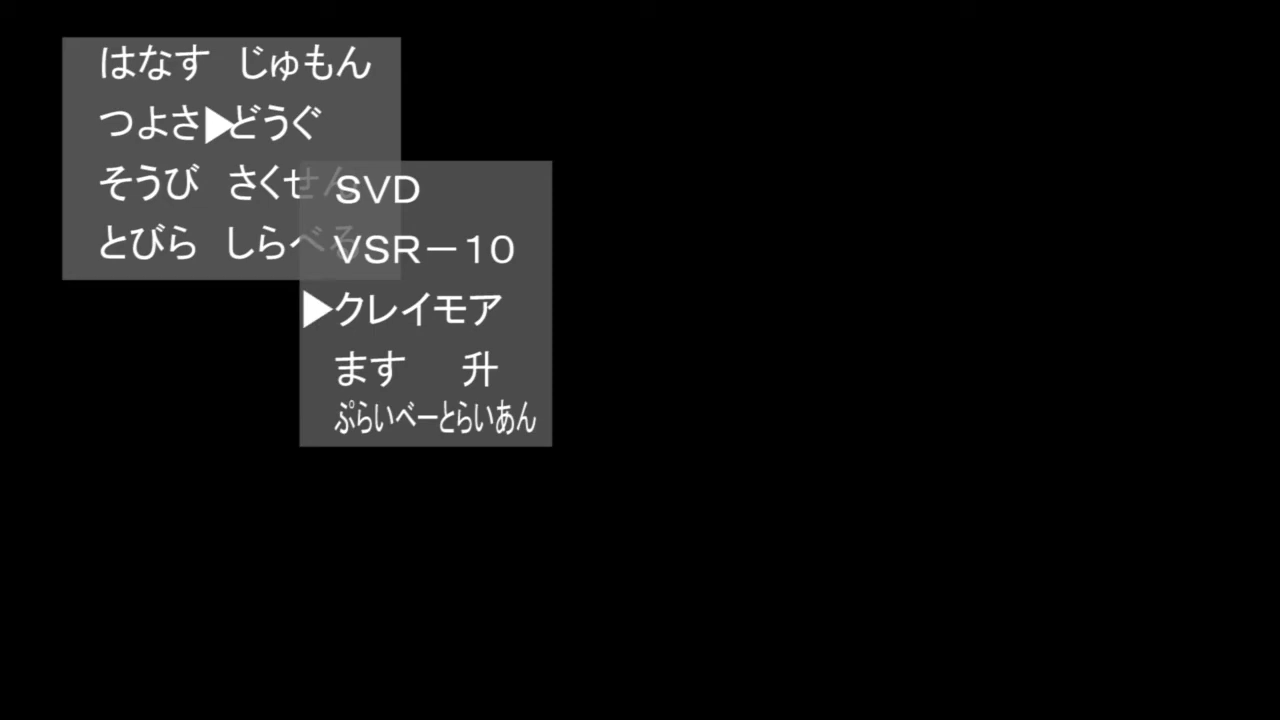 はなす　じゅもん
つよさ▶どうぐ
そうび　さくせん
とびら　しらべる
SVD
VSR－10
▶クレイモア
ます　升
ぷらいべーとらいあん